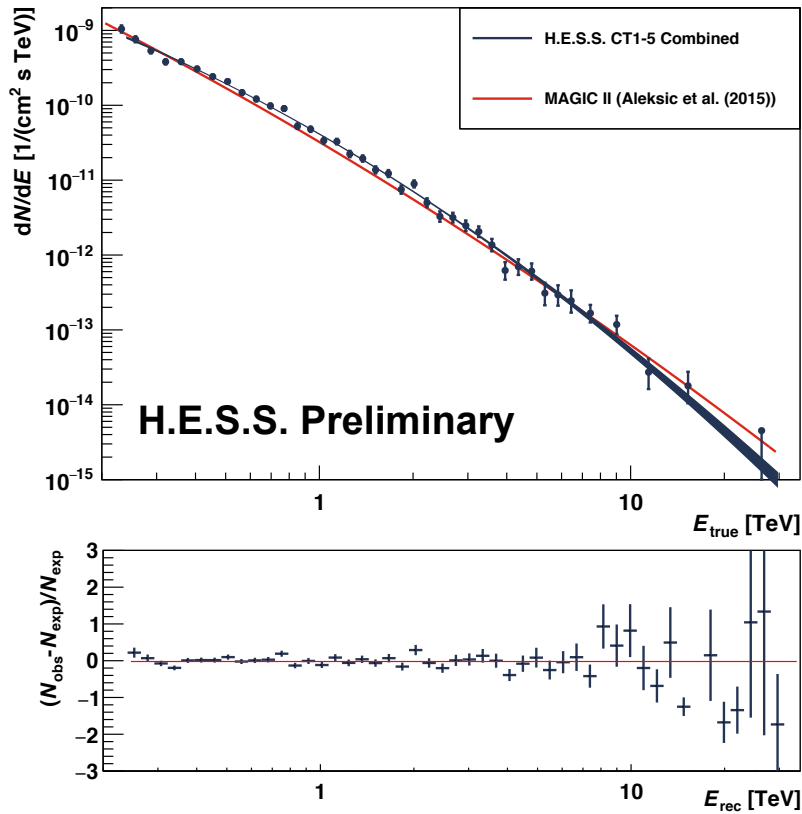 10⁻⁹
10⁻¹⁰
10⁻¹¹
10⁻¹²
10⁻¹³
10⁻¹⁴
10⁻¹⁵
dN/dE [1/(cm² s TeV)]
H.E.S.S. CT1-5 Combined
MAGIC II (Aleksic et al. (2015))
H.E.S.S. Preliminary
1 10
E_true [TeV]
3
2
1
0
−1
−2
−3
(N_obs-N_exp)/N_exp
1 10
E_rec [TeV]